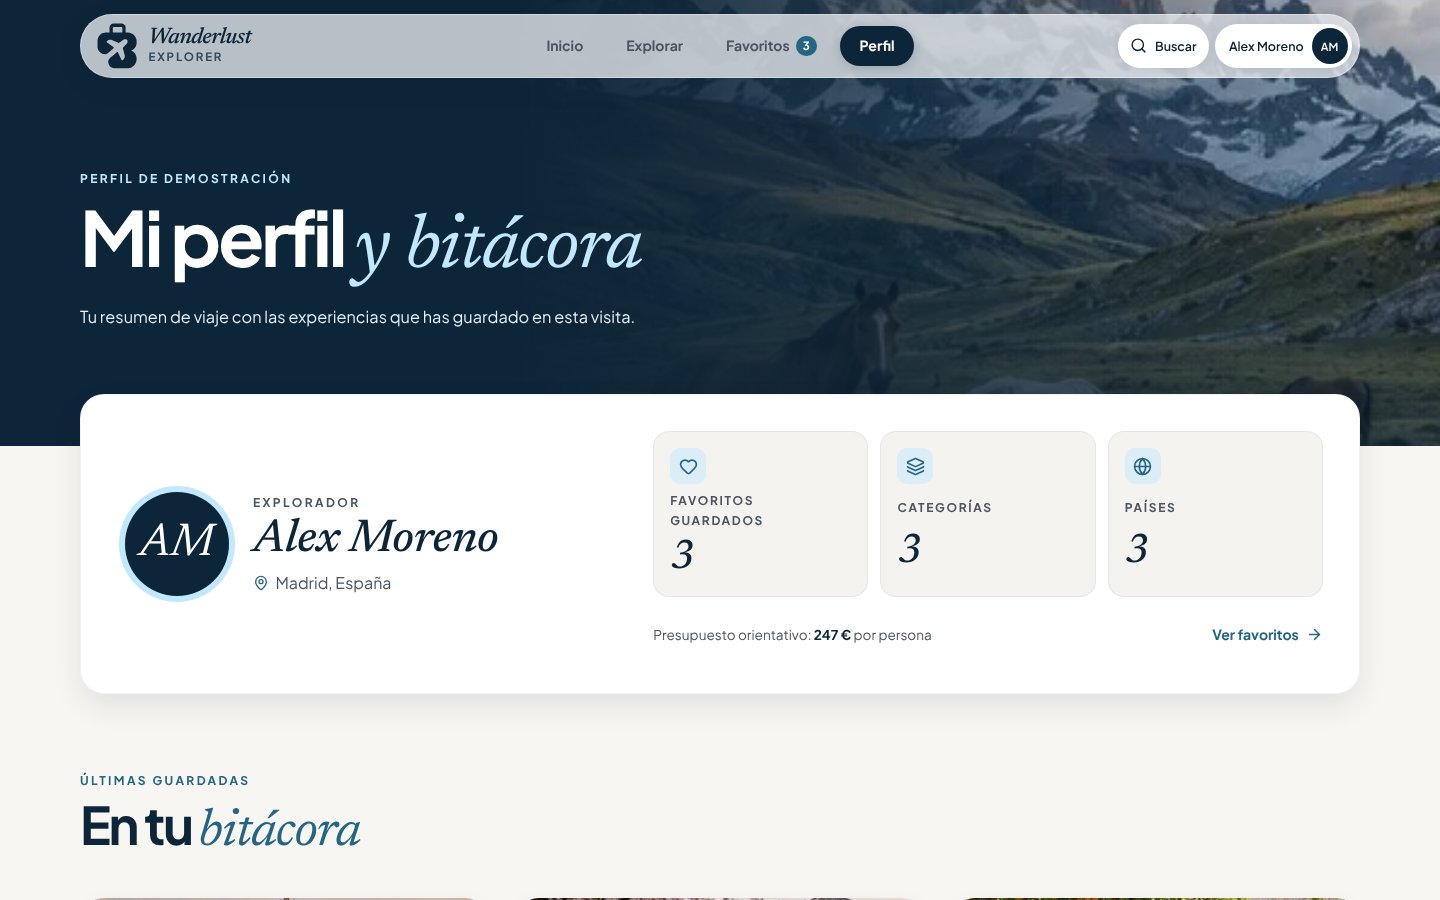 Wanderlust
EXPLORER
Inicio
Explorar
Favoritos 3
Perfil
Buscar
Alex Moreno AM
PERFIL DE DEMOSTRACIÓN
Mi perfil y bitácora
Tu resumen de viaje con las experiencias que has guardado en esta visita.
AM
EXPLORADOR
Alex Moreno
Madrid, España
FAVORITOS
GUARDADOS
3
CATEGORÍAS
3
PAÍSES
3
Presupuesto orientativo: 247 € por persona
Ver favoritos
ÚLTIMAS GUARDADAS
En tu bitácora